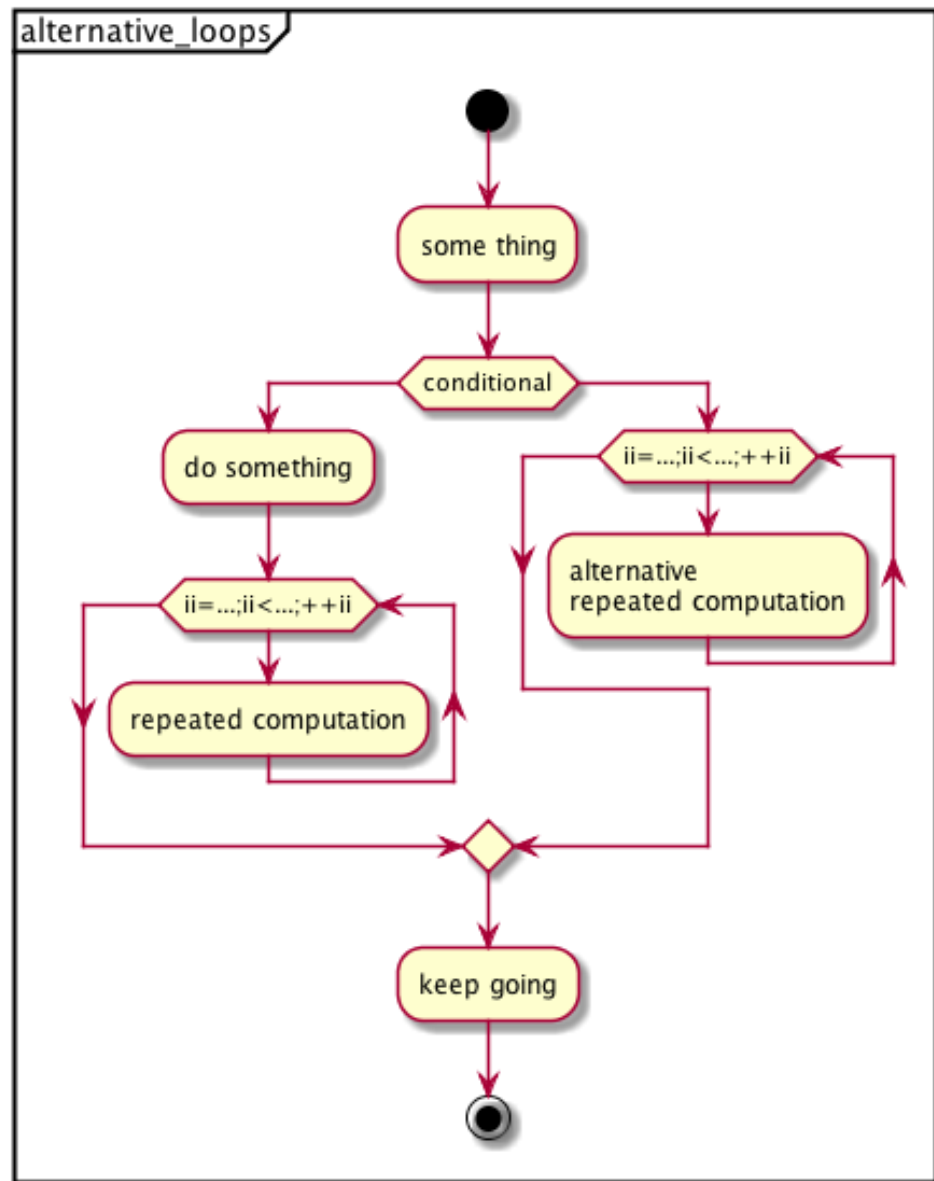 alternative_loops
some thing
conditional
do something
ii=...;ii<...;++ii
repeated computation
ii=...;ii<...;++ii
alternative
repeated computation
keep going